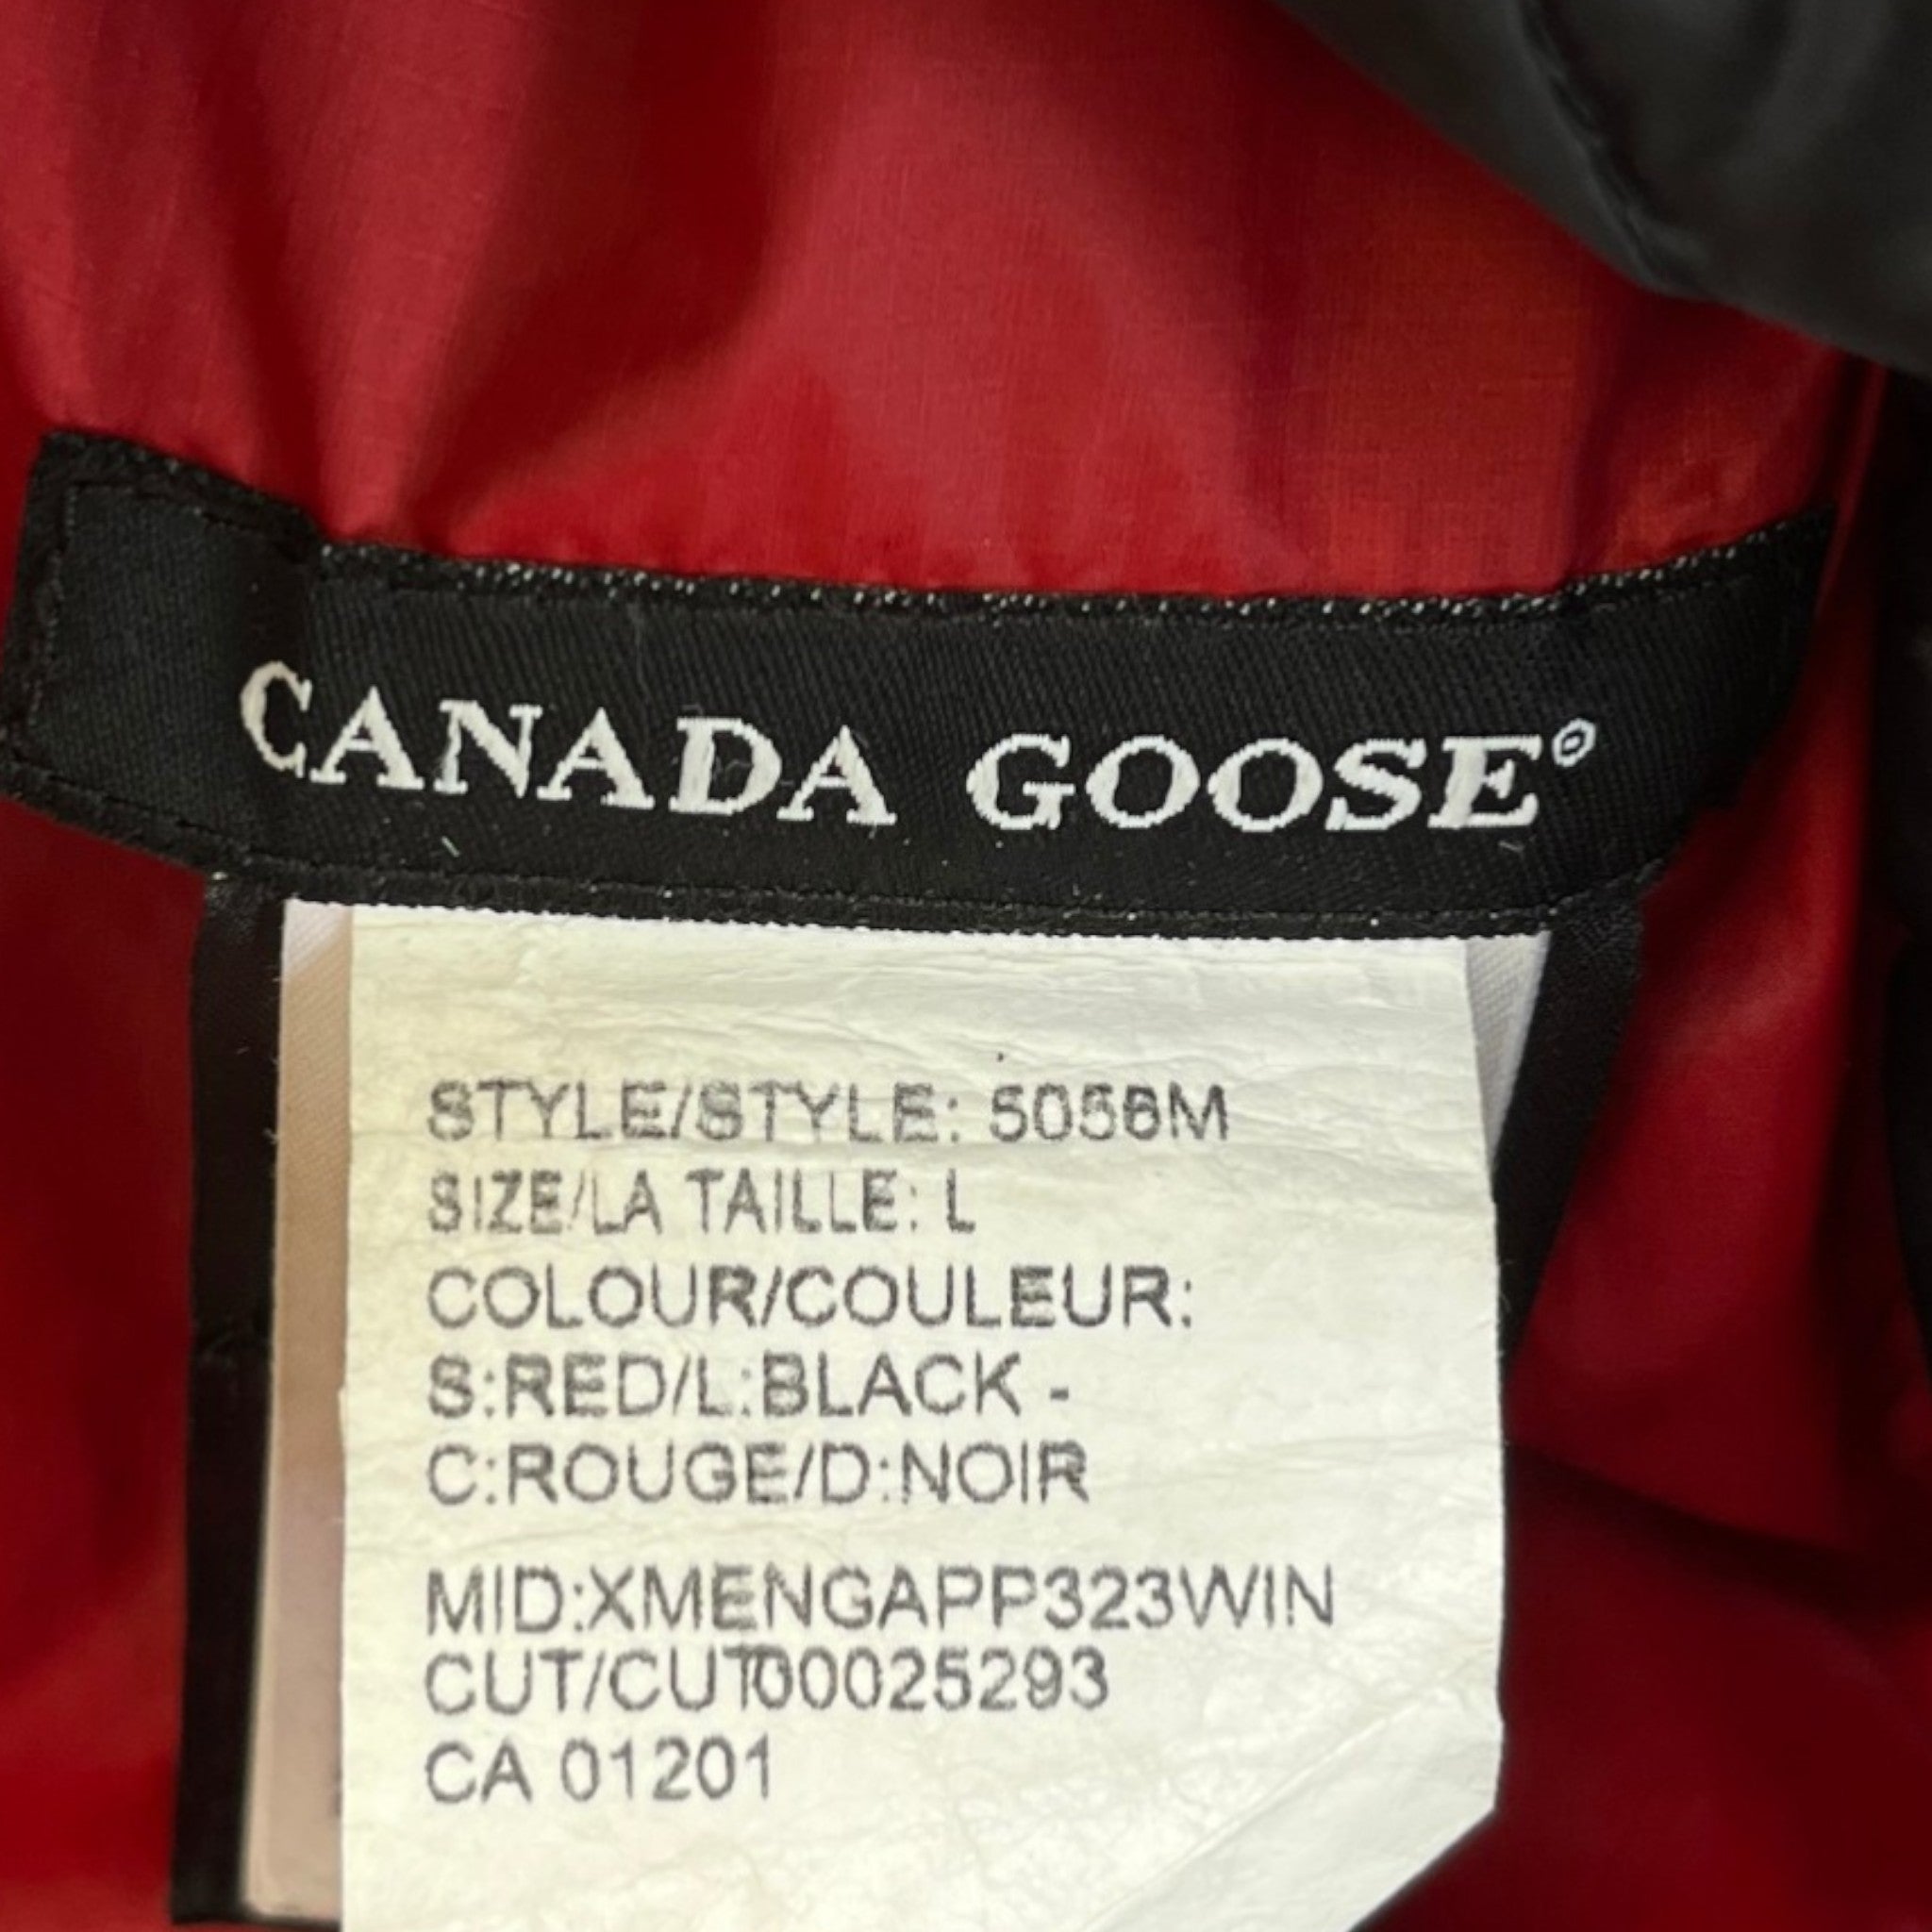 CANADA GOOSE®
STYLE/STYLE: 5056M
SIZE/LA TAILLE: L
COLOUR/COULEUR:
S:RED/L:BLACK -
C:ROUGE/D:NOIR
MID:XMENGAPP323WIN
CUT/CUT00025293
CA 01201